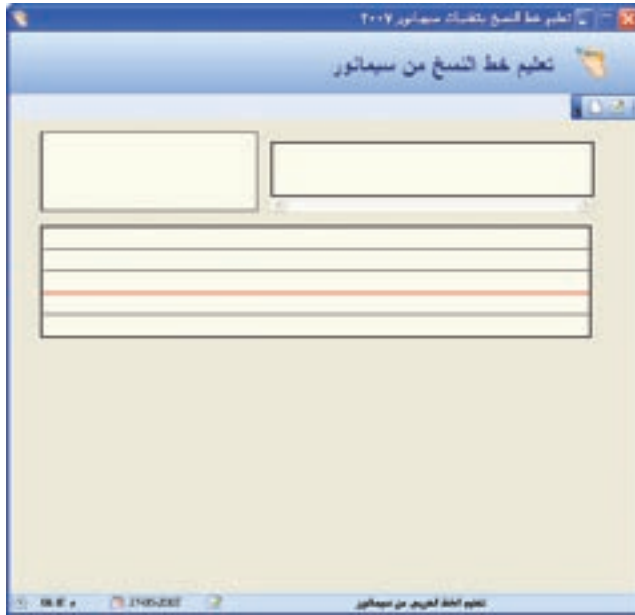 تعليم خط النسخ بتقنيات سيمانور ٢٠٠٧
تعليم خط النسخ من سيمانور
تعليم الخط العربي من سيمانور
27-05-2007